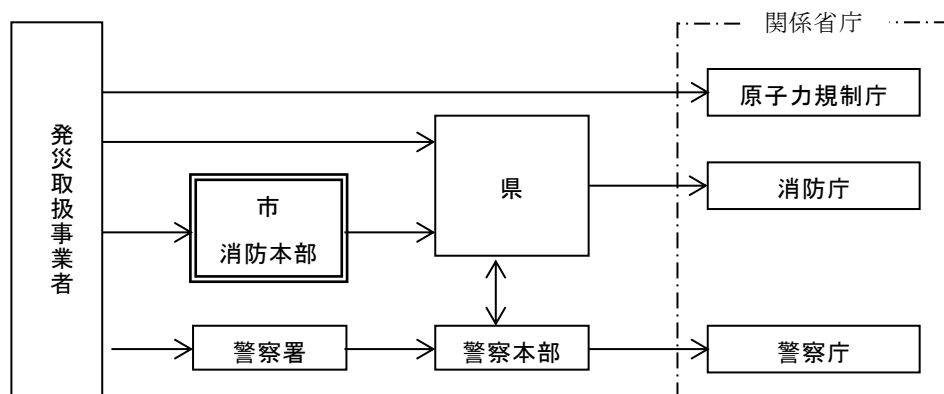 関係省庁
発災取扱事業者
原子力規制庁
県
消防庁
市
消防本部
警察署
警察本部
警察庁